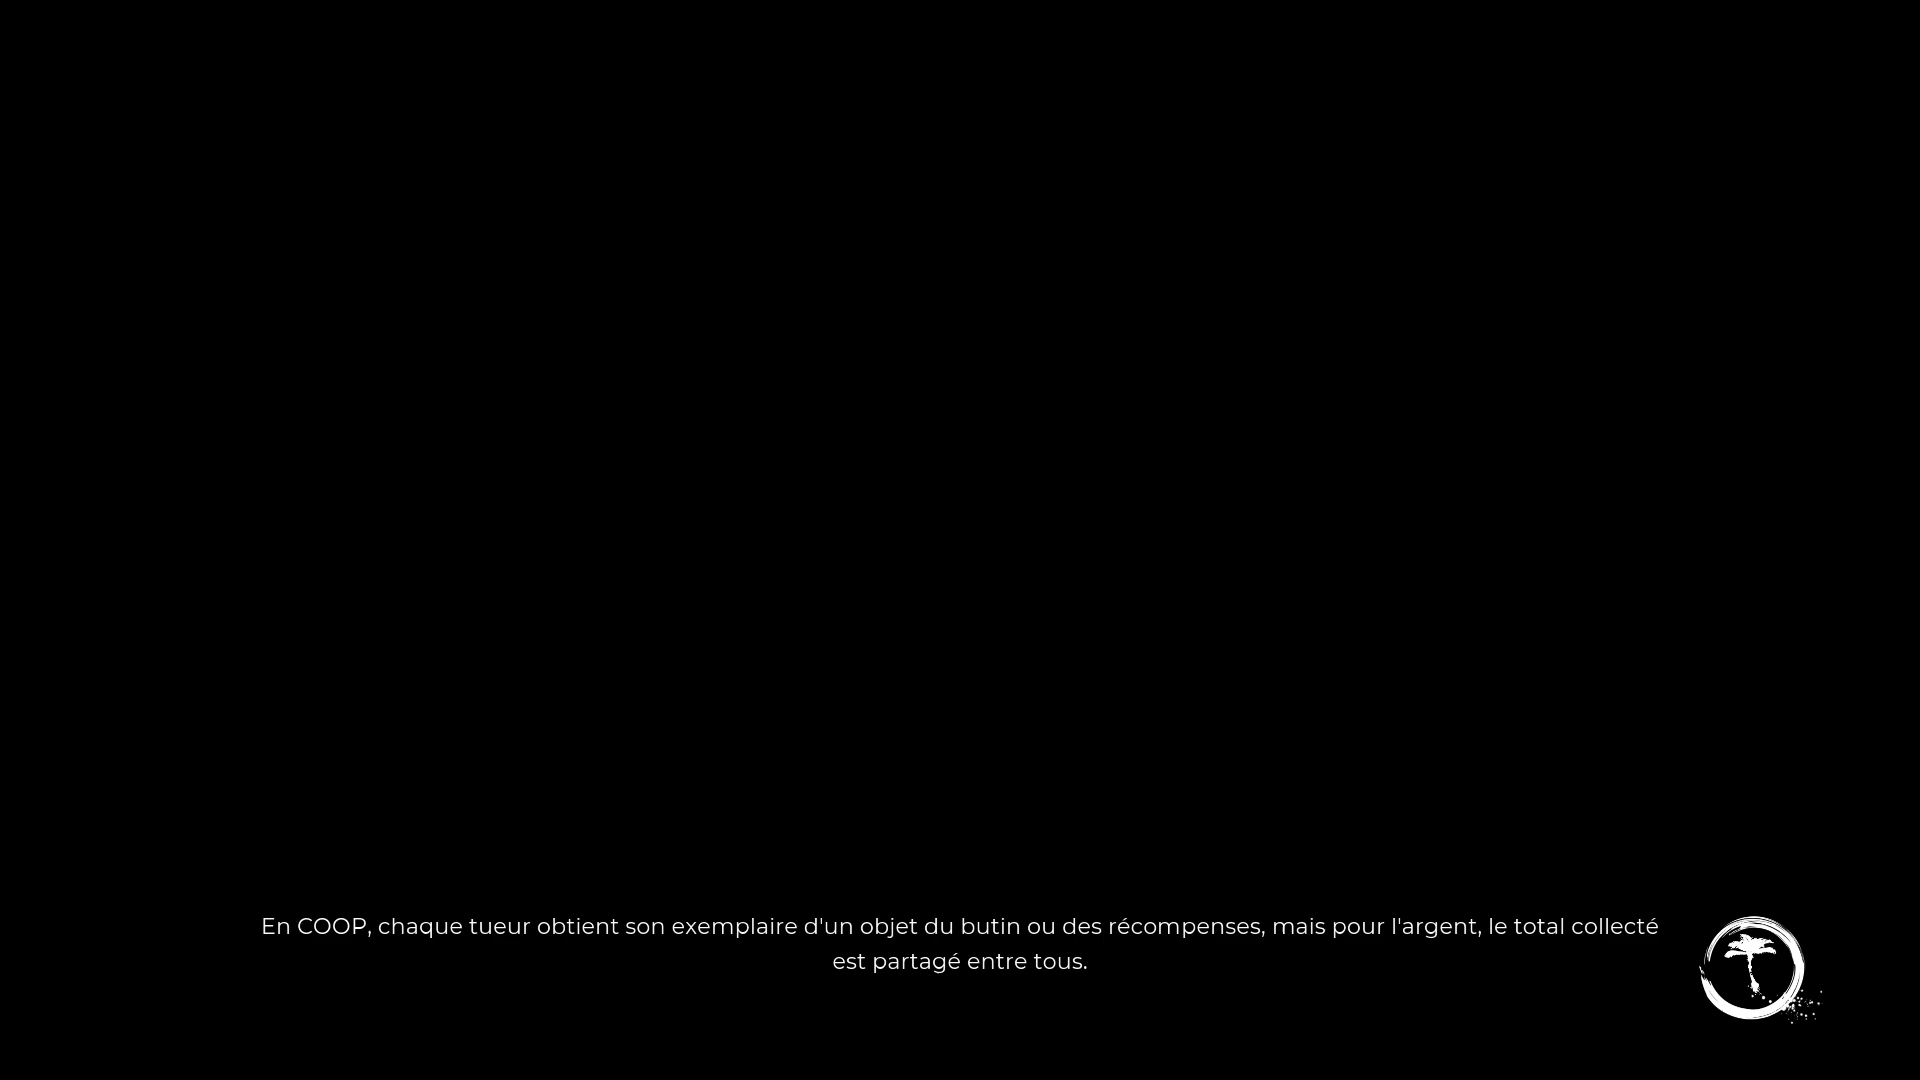 En COOP, chaque tueur obtient son exemplaire d'un objet du butin ou des récompenses, mais pour l'argent, le total collecté
est partagé entre tous.